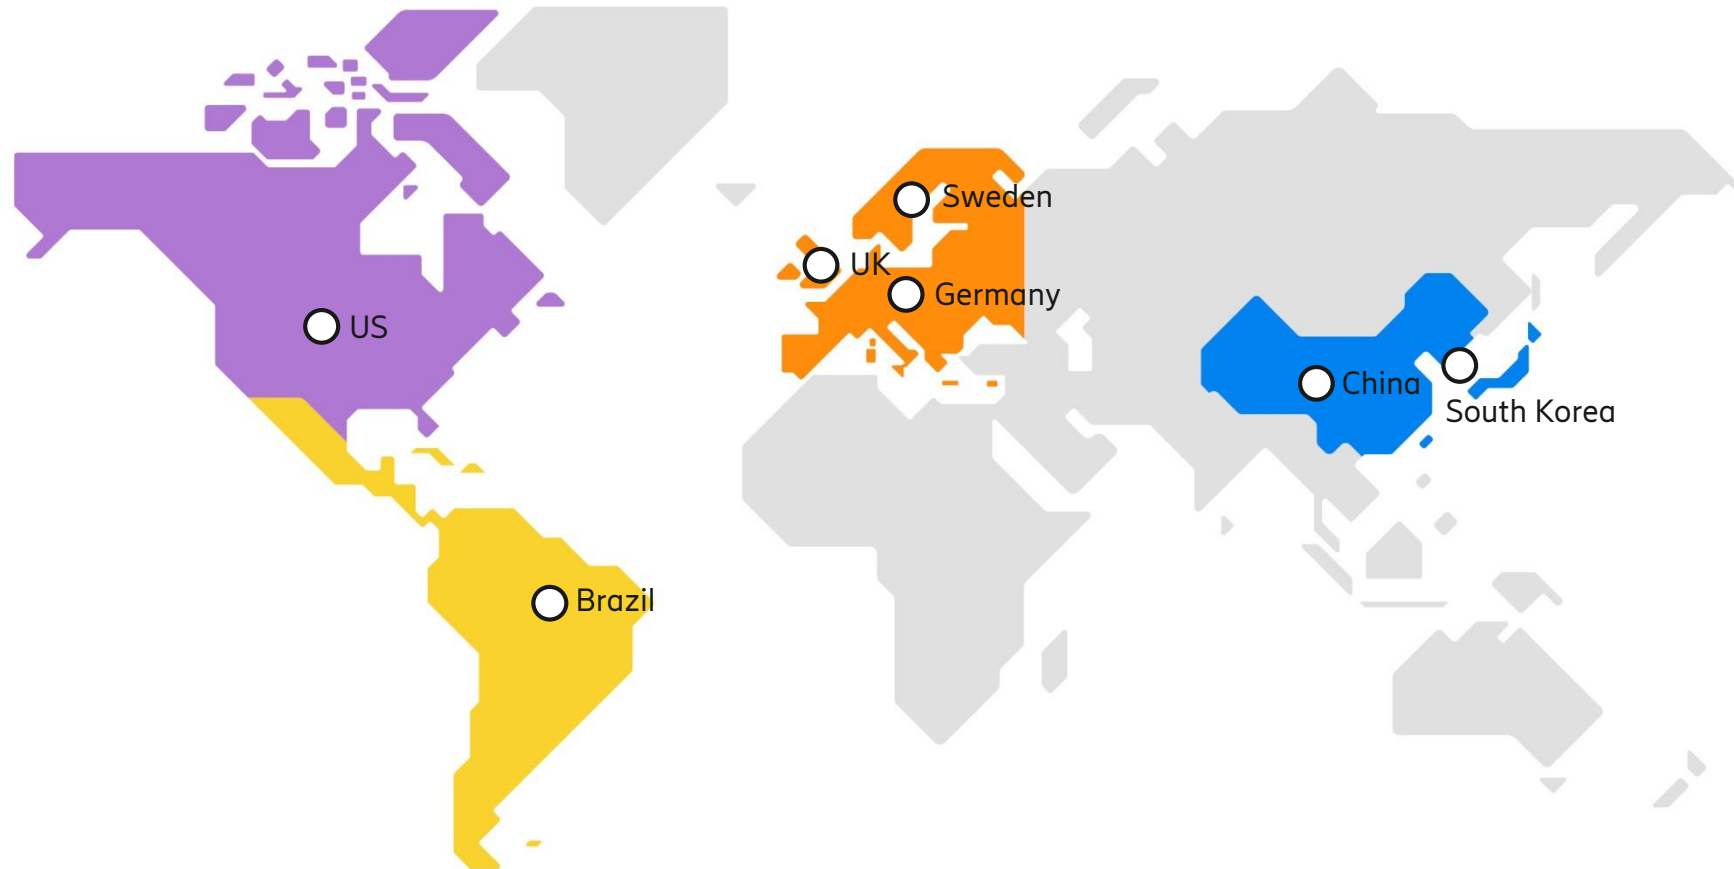 Sweden
UK
Germany
US
China
South Korea
Brazil